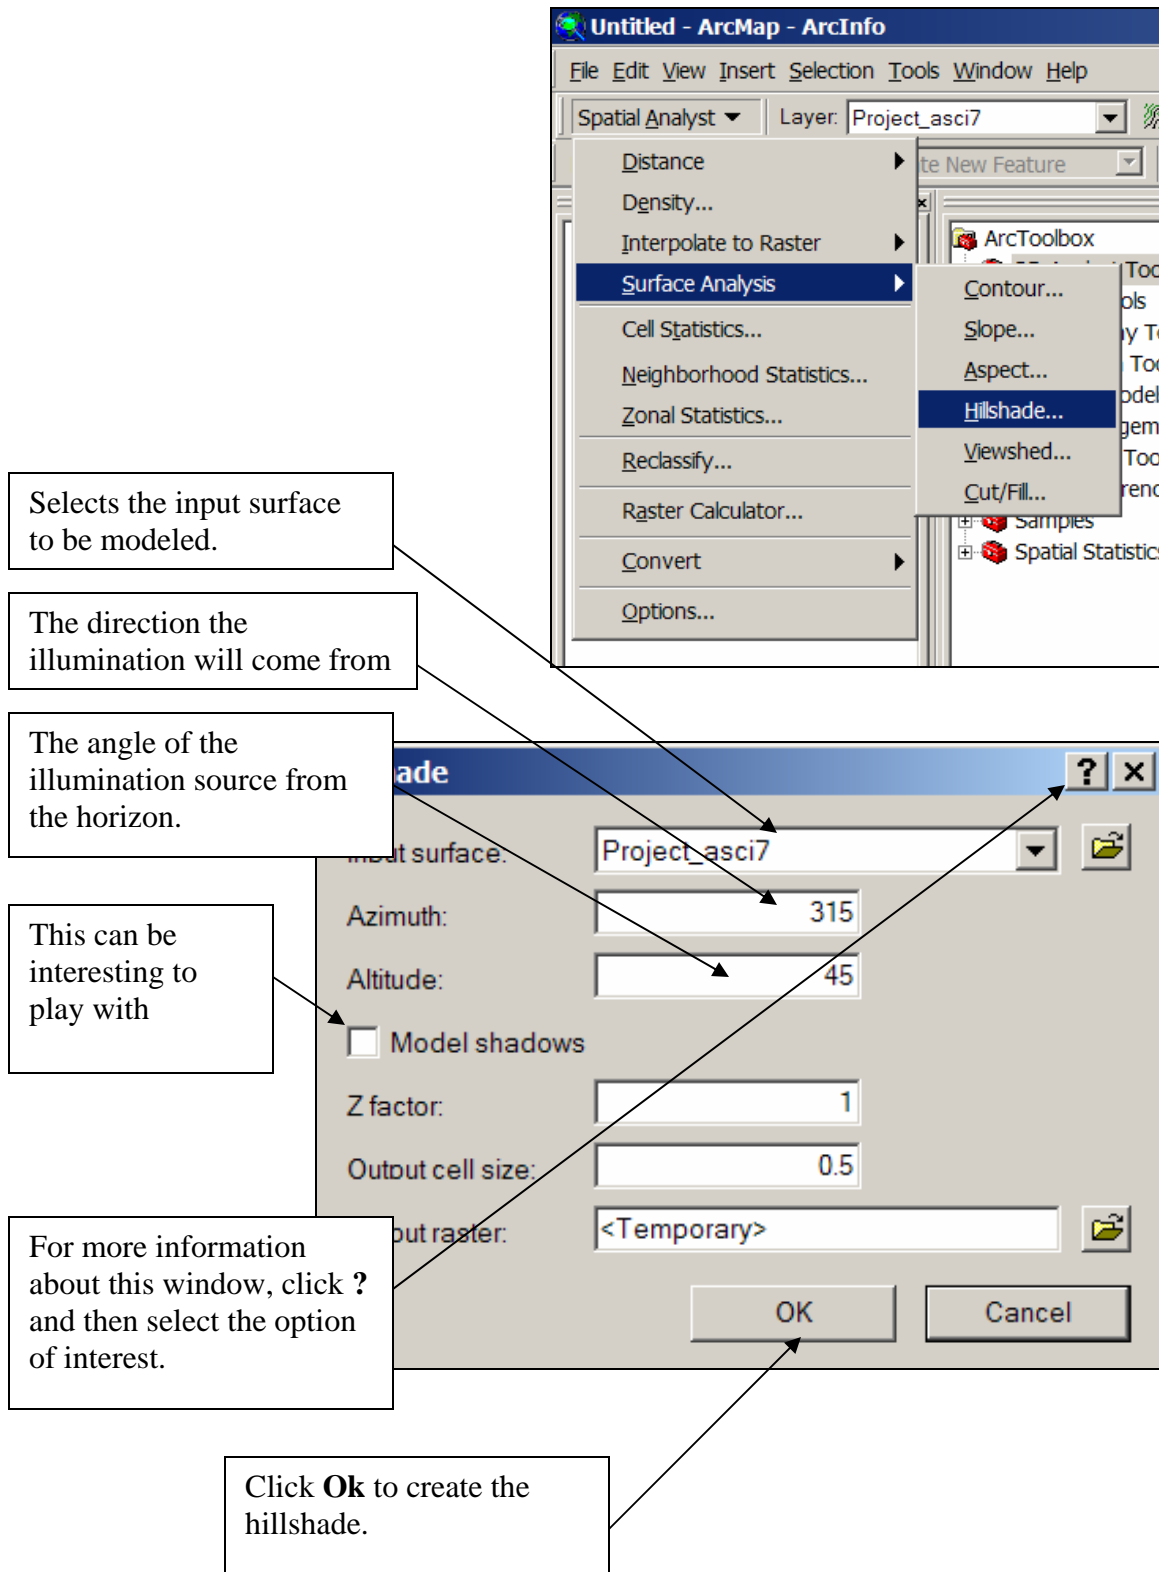 Untitled - ArcMap - ArcInfo
File Edit View Insert Selection Tools Window Help
Spatial Analyst Layer: Project_asci7
Distance
Density...
Interpolate to Raster
Surface Analysis
Cell Statistics...
Neighborhood Statistics...
Zonal Statistics...
Reclassify...
Raster Calculator...
Convert
Options...
New Feature
ArcToolbox
Contour...
Slope...
Aspect...
Hillshade...
Viewshed...
Cut/Fill...
Samples
Spatial Statistics
Selects the input surface
to be modeled.
The direction the
illumination will come from
The angle of the
illumination source from
the horizon.
This can be
interesting to
play with
For more information
about this window, click ?
and then select the option
of interest.
Click Ok to create the
hillshade.
ade
? ×
Input surface: Project_asci7
Azimuth: 315
Altitude: 45
Model shadows
Z factor: 1
Output cell size: 0.5
put raster: <Temporary>
OK Cancel